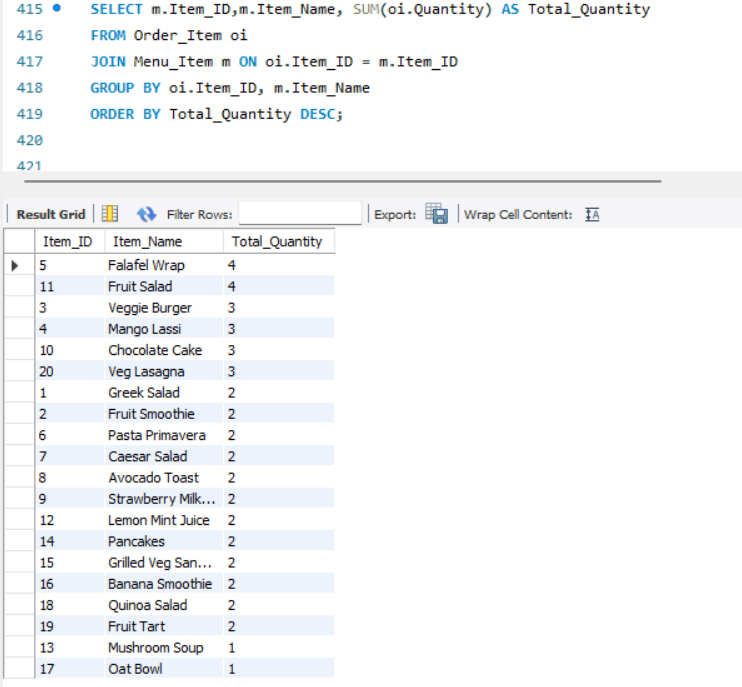 415 SELECT m.Item_ID,m.Item_Name, SUM(oi.Quantity) AS Total_Quantity
416 FROM Order_Item oi
417 JOIN Menu_Item m ON oi.Item_ID = m.Item_ID
418 GROUP BY oi.Item_ID, m.Item_Name
419 ORDER BY Total_Quantity DESC;
420
421
Result Grid Filter Rows: Export: Wrap Cell Content: IA
Item_ID Item_Name Total_Quantity
5 Falafel Wrap 4
11 Fruit Salad 4
3 Veggie Burger 3
4 Mango Lassi 3
10 Chocolate Cake 3
20 Veg Lasagna 3
1 Greek Salad 2
2 Fruit Smoothie 2
6 Pasta Primavera 2
7 Caesar Salad 2
8 Avocado Toast 2
9 Strawberry Milk... 2
12 Lemon Mint Juice 2
14 Pancakes 2
15 Grilled Veg San... 2
16 Banana Smoothie 2
18 Quinoa Salad 2
19 Fruit Tart 2
13 Mushroom Soup 1
17 Oat Bowl 1